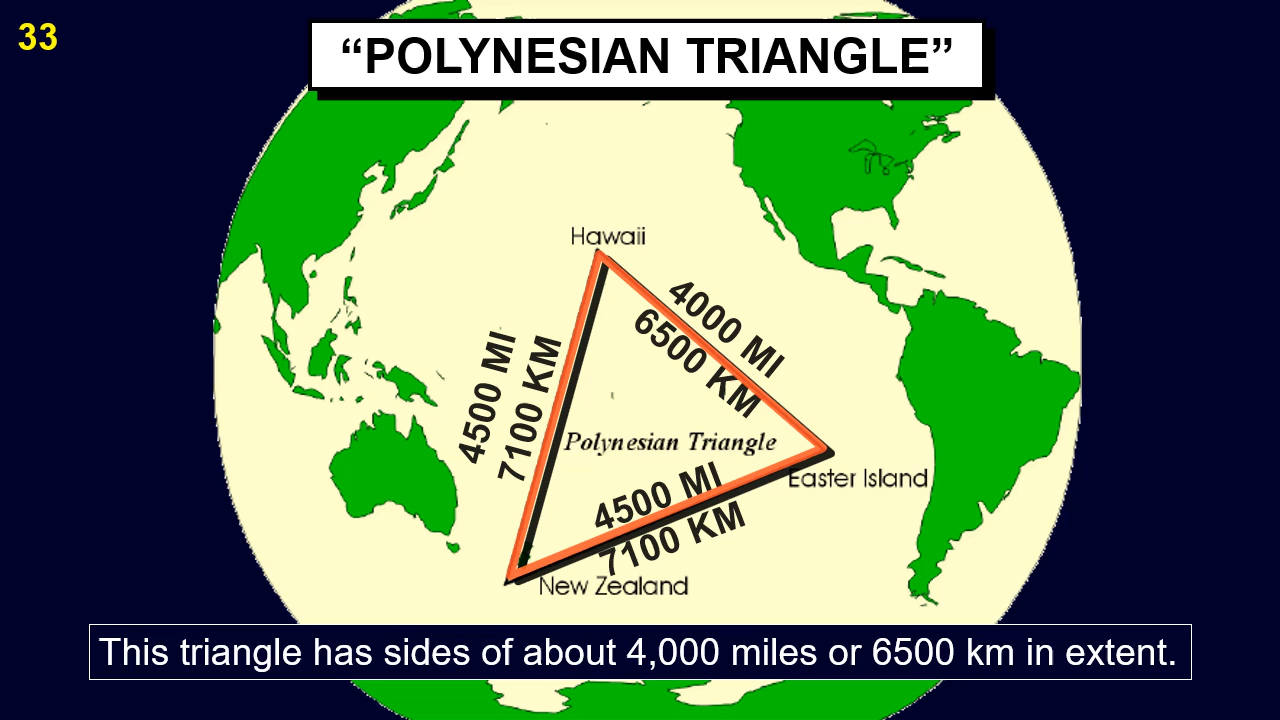 33
“POLYNESIAN TRIANGLE”
Hawaii
4000 MI
6500 KM
4500 MI
7100 KM
Polynesian Triangle
Easter Island
4500 MI
7100 KM
New Zealand
This triangle has sides of about 4,000 miles or 6500 km in extent.